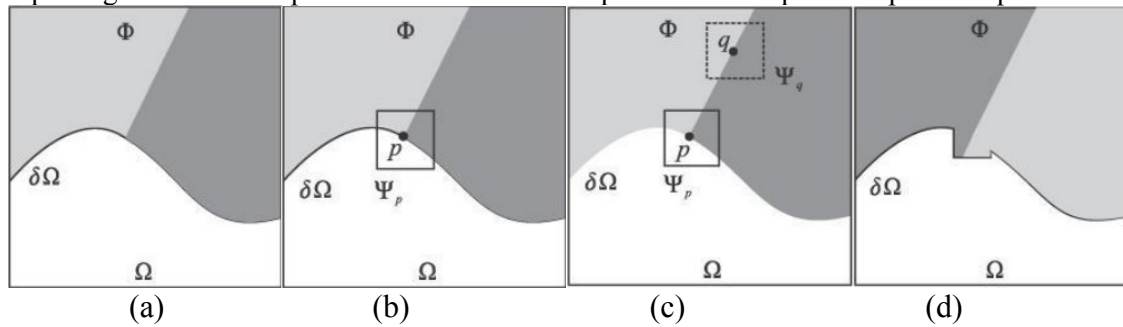 Φ Φ Φ Φ
q
Ψq
p p
δΩ Ψp δΩ Ψp δΩ δΩ
Ω Ω Ω Ω
(a) (b) (c) (d)